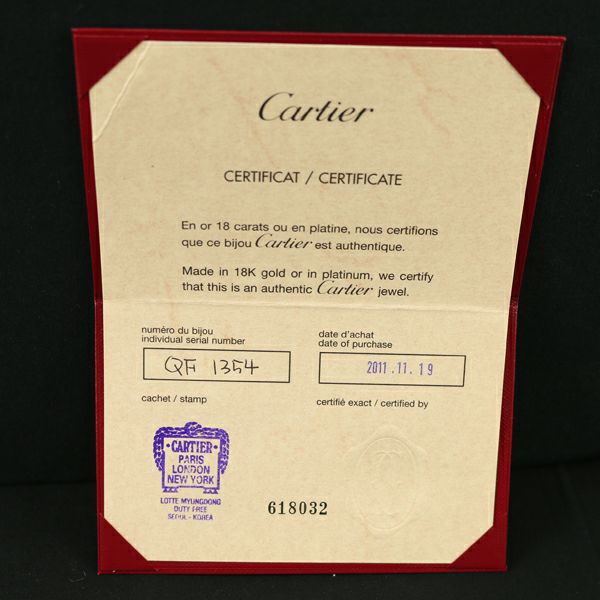 Cartier
CERTIFICAT / CERTIFICATE
En or 18 carats ou en platine, nous certifions
que ce bijou Cartier est authentique.
Made in 18K gold or in platinum, we certify
that this is an authentic Cartier jewel.
numéro du bijou
individual serial number
QF 1354
date d'achat
date of purchase
2011.11.19
cachet / stamp
certifié exact / certified by
CARTIER
PARIS
LONDON
NEW YORK
LOTTE MYUNGDONG
DUTY FREE
SEOUL - KOREA
618032